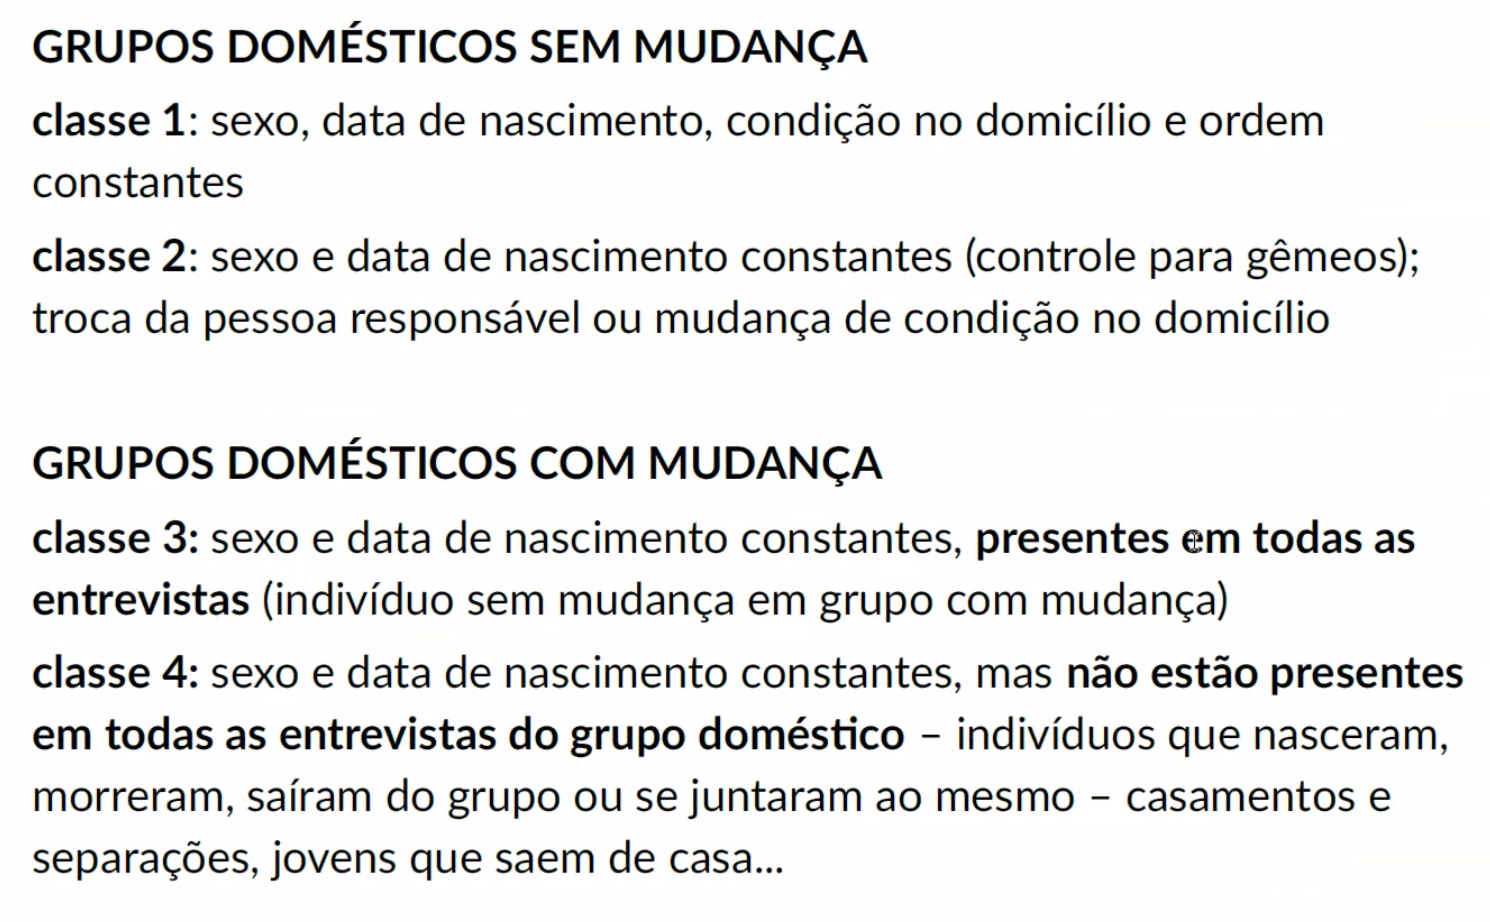 GRUPOS DOMÉSTICOS SEM MUDANÇA
classe 1: sexo, data de nascimento, condição no domicílio e ordem
constantes
classe 2: sexo e data de nascimento constantes (controle para gêmeos);
troca da pessoa responsável ou mudança de condição no domicílio
GRUPOS DOMÉSTICOS COM MUDANÇA
classe 3: sexo e data de nascimento constantes, presentes em todas as
entrevistas (indivíduo sem mudança em grupo com mudança)
classe 4: sexo e data de nascimento constantes, mas não estão presentes
em todas as entrevistas do grupo doméstico – indivíduos que nasceram,
morreram, saíram do grupo ou se juntaram ao mesmo – casamentos e
separações, jovens que saem de casa...